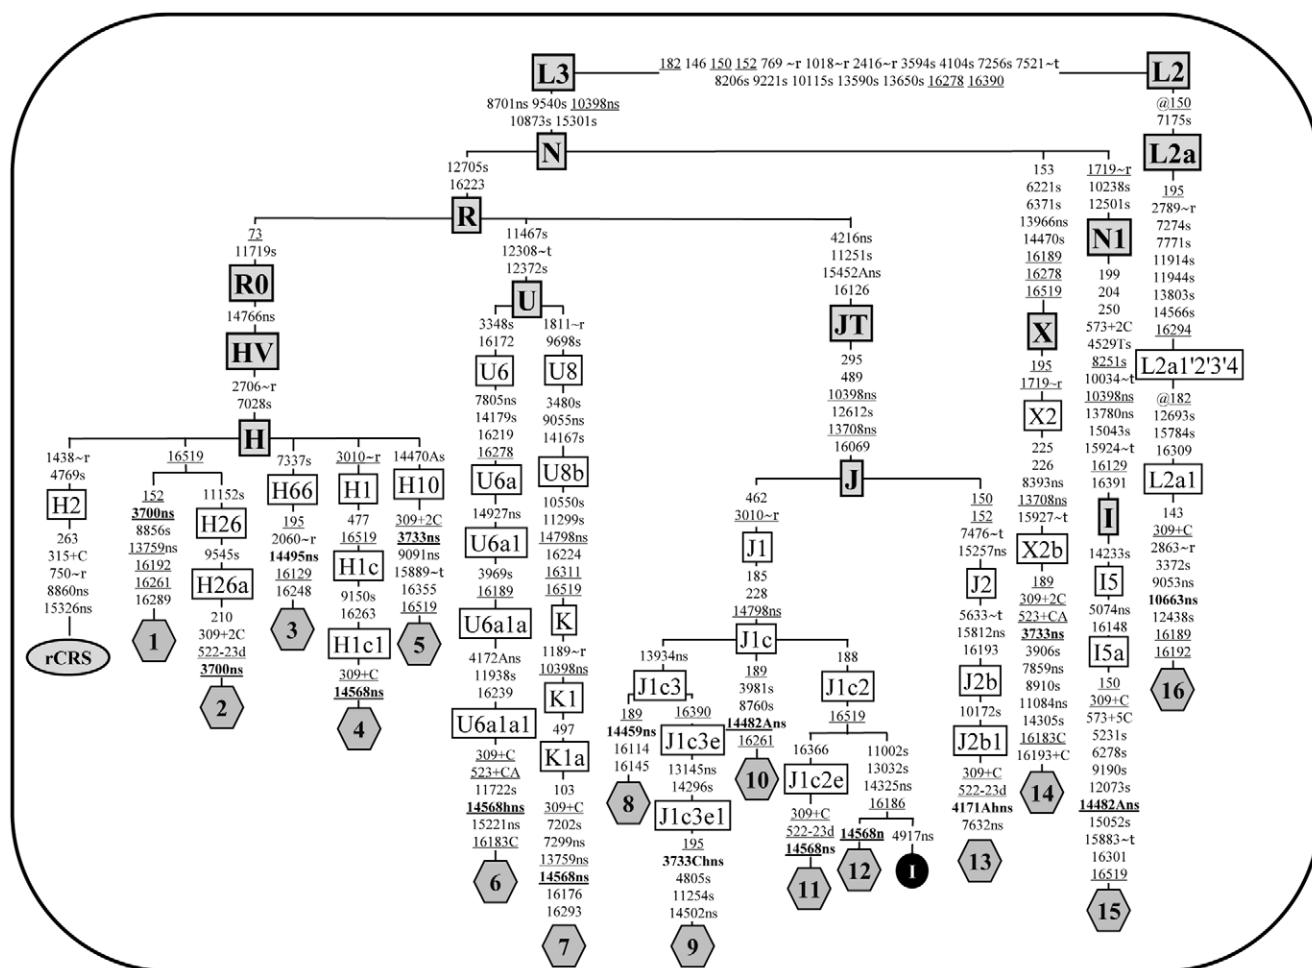 L3
182 146 150 152 769 ~r 1018~r 2416~r 3594s 4104s 7256s 7521~t
8206s 9221s 10115s 13590s 13650s 16278 16390
L2
8701ns 9540s 10398ns
10873s 15301s
N
@150
7175s
L2a
12705s
16223
R
73
11719s
R0
14766ns
HV
2706~r
7028s
H
1438~r
4769s
H2
263
315+C
750~r
8860ns
15326ns
rCRS
16519
152
3700ns
8856s
13759ns
16192
16261
16289
1
11152s
H26
9545s
H26a
210
309+2C
522-23d
3700ns
2
7337s
H66
195
2060~r
14495ns
16129
16248
3
3010~r
H1
477
16519
H1c
9150s
16263
H1c1
309+C
14568ns
4
14470As
H10
309+2C
3733ns
9091ns
15889~t
16355
16519
5
11467s
12308~t
12372s
U
3348s
16172
U6
7805ns
14179s
16219
16278
U6a
14927ns
U6a1
3969s
16189
U6a1a
4172Ans
11938s
16239
U6a1a1
309+C
523+CA
11722s
14568hns
15221ns
16183C
6
1811~r
9698s
U8
3480s
9055ns
14167s
U8b
10550s
11299s
14798ns
16224
16311
16519
K
1189~r
10398ns
K1
497
K1a
103
309+C
7202s
7299ns
13759ns
14568ns
16176
16293
7
4216ns
11251s
15452Ans
16126
JT
295
489
10398ns
12612s
13708ns
16069
J
462
3010~r
J1
185
228
14798ns
J1c
13934ns
J1c3
189
14459ns
16114
16145
8
16390
J1c3e
13145ns
14296s
J1c3e1
195
3733Chns
4805s
11254s
14502ns
9
189
3981s
8760s
14482Ans
16261
10
188
J1c2
16519
16366
J1c2e
309+C
522-23d
14568ns
11
11002s
13032s
14325ns
16186
14568n
12
4917ns
I
150
152
7476~t
15257ns
J2
5633~t
15812ns
16193
J2b
10172s
J2b1
309+C
522-23d
4171Ahns
7632ns
13
153
6221s
6371s
13966ns
14470s
16189
16278
16519
X
195
1719~r
X2
225
226
8393ns
13708ns
15927~t
X2b
189
309+2C
523+CA
3733ns
3906s
7859ns
8910s
11084ns
14305s
16183C
16193+C
14
1719~r
10238s
12501s
N1
199
204
250
573+2C
4529Ts
8251s
10034~t
10398ns
13780ns
15043s
15924~t
16129
16391
I
14233s
I5
5074ns
16148
I5a
150
309+C
573+5C
5231s
6278s
9190s
12073s
14482Ans
15052s
15883~t
16301
16519
15
195
2789~r
7274s
7771s
11914s
11944s
13803s
14566s
16294
L2a1'2'3'4
@182
12693s
15784s
16309
L2a1
143
309+C
2863~r
3372s
9053ns
10663ns
12438s
16189
16192
16